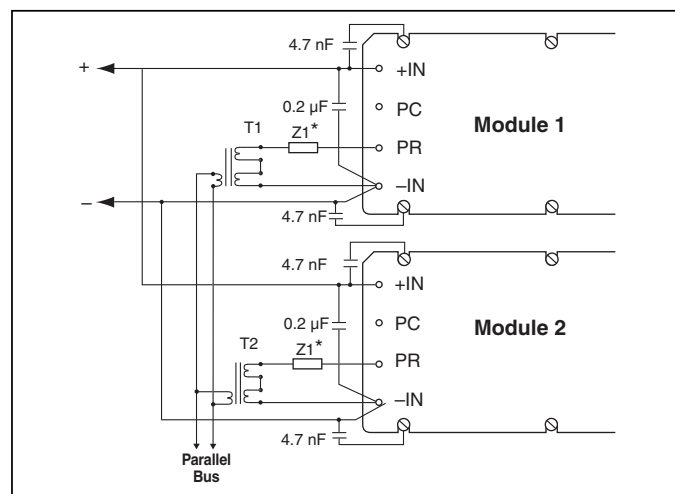 4.7 nF
+
+IN
0.2 µF
PC
Module 1
T1
Z1*
PR
–IN
–
4.7 nF
4.7 nF
+IN
0.2 µF
PC
Module 2
T2
Z1*
PR
–IN
4.7 nF
Parallel
Bus